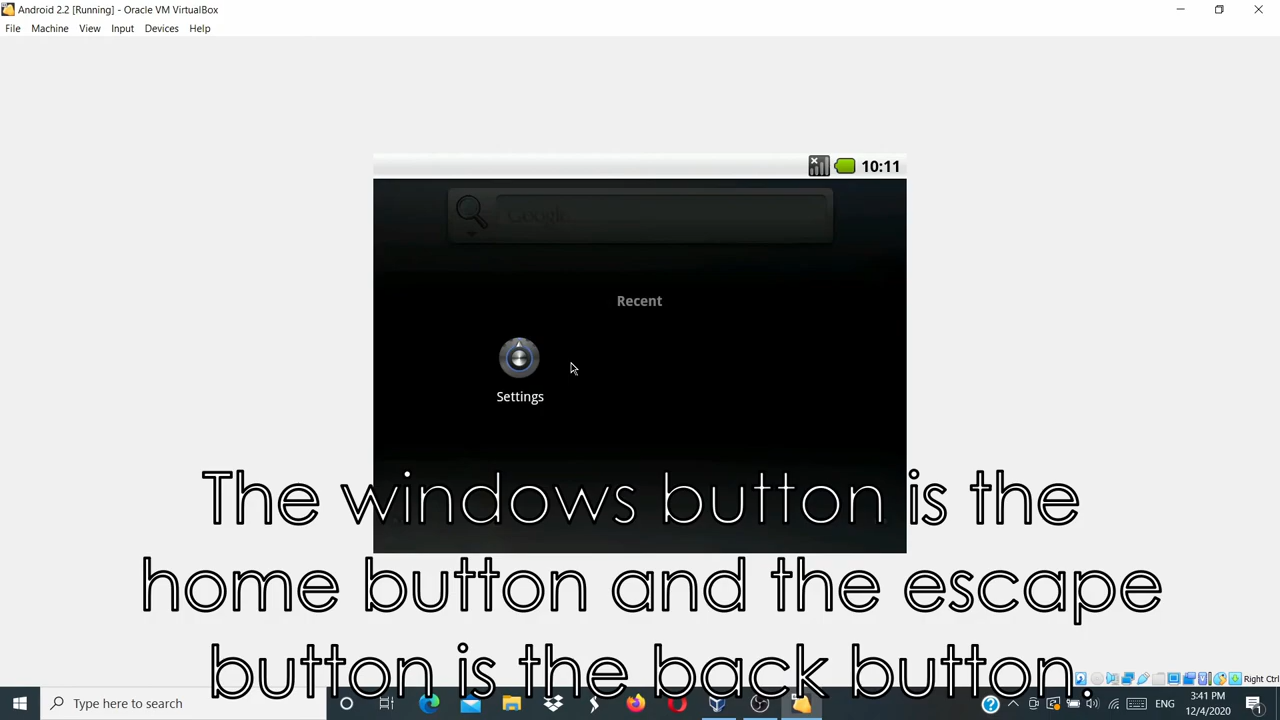 Android 2.2 [Running] - Oracle VM VirtualBox
File Machine View Input Devices Help
10:11
Google
Recent
Settings
The windows button is the
home button and the escape
button is the back button.
Right Ctrl
Type here to search
ENG
3:41 PM
12/4/2020